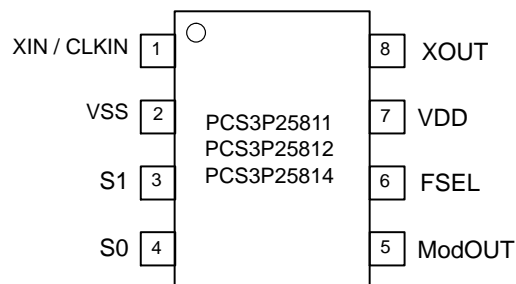 XIN / CLKIN 1
8 XOUT
VSS 2
7 VDD
PCS3P25811
PCS3P25812
PCS3P25814
S1 3
6 FSEL
S0 4
5 ModOUT